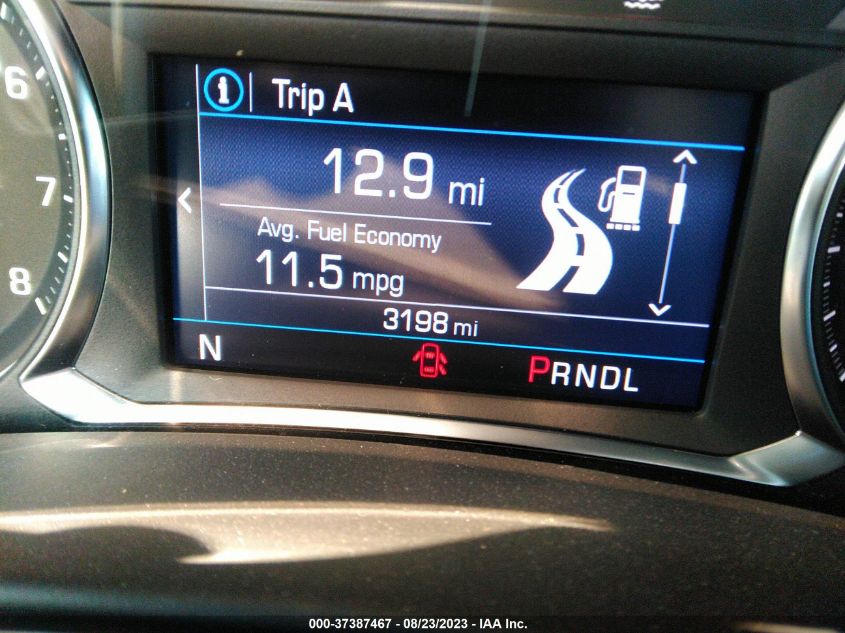 6
7
8
i Trip A
<
12.9 mi
Avg. Fuel Economy
11.5 mpg
3198 mi
N PRNDL
000-37387467 - 08/23/2023 - IAA Inc.